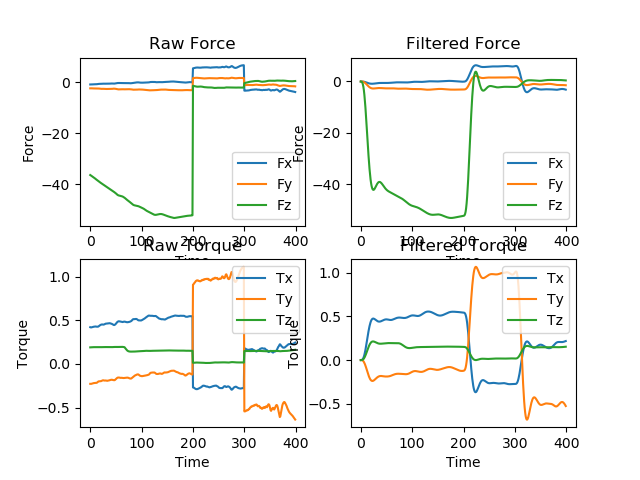 Raw Force
Filtered Force
0
−20
−40
Force
Fx
Fy
Fz
0 100 200 300 400
Time
0
−20
−40
Force
Fx
Fy
Fz
0 100 200 300 400
Time
Raw Torque
Filtered Torque
1.0
0.5
0.0
−0.5
Torque
Tx
Ty
Tz
0 100 200 300 400
Time
1.0
0.5
0.0
−0.5
Torque
Tx
Ty
Tz
0 100 200 300 400
Time